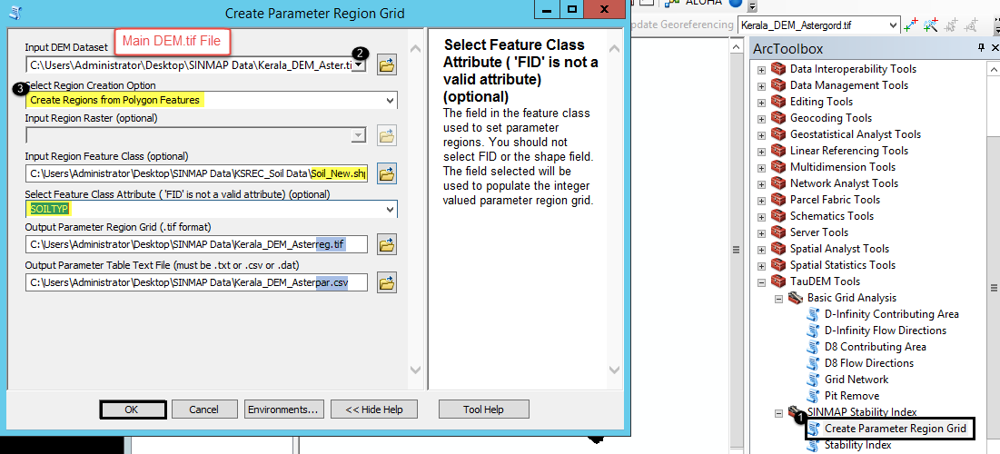 Create Parameter Region Grid
Main DEM.tif File
Input DEM Dataset
2
C:\Users\Administrator\Desktop\SINMAP Data\Kerala_DEM_Aster.ti
3
Select Region Creation Option
Create Regions from Polygon Features
Input Region Raster (optional)
Input Region Feature Class (optional)
C:\Users\Administrator\Desktop\SINMAP Data\KSREC_Soil Data\Soil_New.shp
Select Feature Class Attribute ( 'FID' is not a valid attribute) (optional)
SOILTYP
Output Parameter Region Grid (.tif format)
C:\Users\Administrator\Desktop\SINMAP Data\Kerala_DEM_Asterreg.tif
Output Parameter Table Text File (must be .txt or .csv or .dat)
C:\Users\Administrator\Desktop\SINMAP Data\Kerala_DEM_Asterpar.csv
OK
Cancel
Environments...
<< Hide Help
Tool Help
Select Feature Class
Attribute ( 'FID' is not a
valid attribute)
(optional)
The field in the feature class
used to set parameter
regions. You should not
select FID or the shape field.
The field selected will be
used to populate the integer
valued parameter region grid.
ALOHA
Update Georeferencing
Kerala_DEM_Astergord.tif
ArcToolbox
Data Interoperability Tools
Data Management Tools
Editing Tools
Geocoding Tools
Geostatistical Analyst Tools
Linear Referencing Tools
Multidimension Tools
Network Analyst Tools
Parcel Fabric Tools
Schematics Tools
Server Tools
Spatial Analyst Tools
Spatial Statistics Tools
TauDEM Tools
Basic Grid Analysis
D-Infinity Contributing Area
D-Infinity Flow Directions
D8 Contributing Area
D8 Flow Directions
Grid Network
Pit Remove
SINMAP Stability Index
1
Create Parameter Region Grid
Stability Index